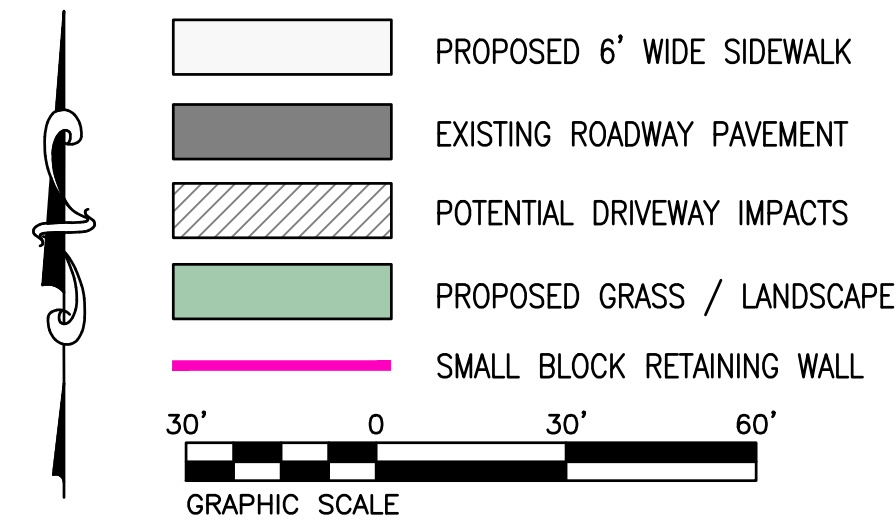 PROPOSED 6' WIDE SIDEWALK
EXISTING ROADWAY PAVEMENT
POTENTIAL DRIVEWAY IMPACTS
PROPOSED GRASS / LANDSCAPE
SMALL BLOCK RETAINING WALL
30' 0 30' 60'
GRAPHIC SCALE